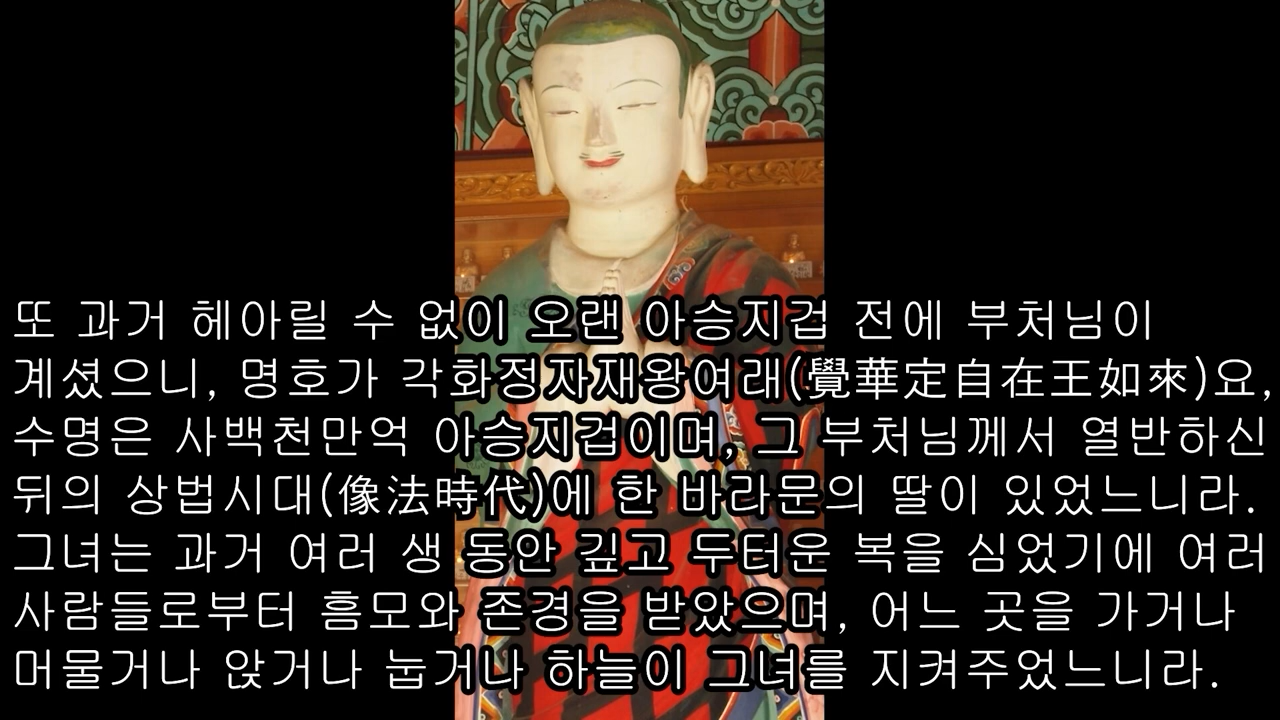 또 과거 헤아릴 수 없이 오랜 아승지겁 전에 부처님이
계셨으니, 명호가 각화정자재왕여래(覺華定自在王如來)요,
수명은 사백천만억 아승지겁이며, 그 부처님께서 열반하신
뒤의 상법시대(像法時代)에 한 바라문의 딸이 있었느니라.
그녀는 과거 여러 생 동안 깊고 두터운 복을 심었기에 여러
사람들로부터 흠모와 존경을 받았으며, 어느 곳을 가거나
머물거나 앉거나 눕거나 하늘이 그녀를 지켜주었느니라.